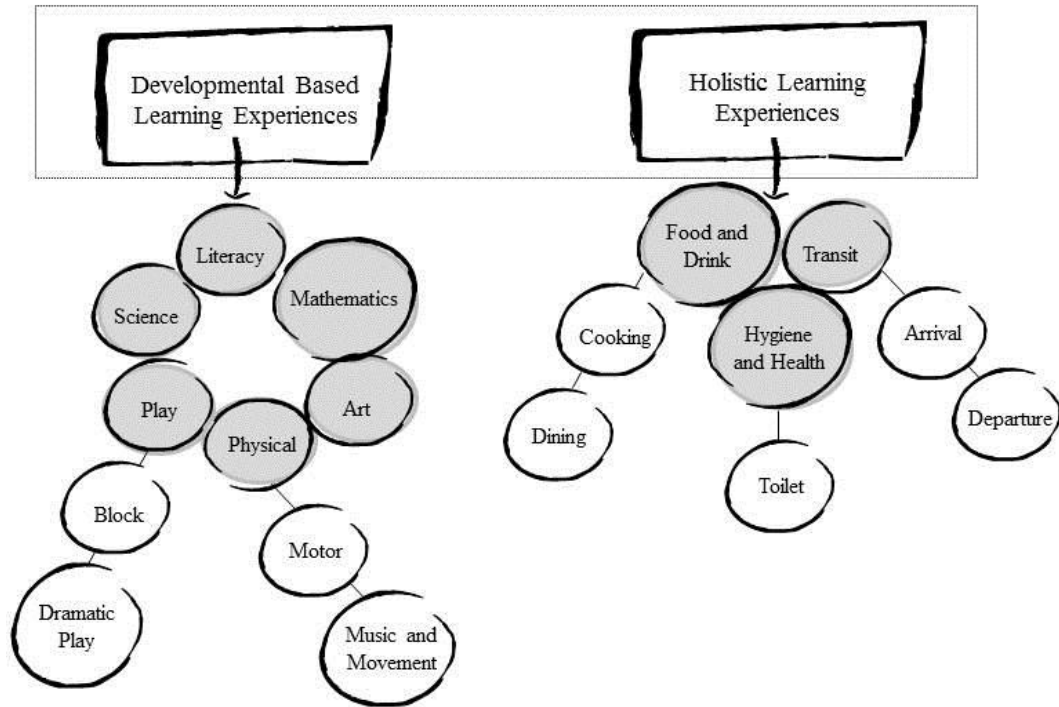 Developmental Based
Learning Experiences
Holistic Learning
Experiences
Literacy
Mathematics
Science
Play
Physical
Art
Block
Motor
Dramatic
Play
Music and
Movement
Food and
Drink
Transit
Cooking
Hygiene
and Health
Arrival
Dining
Departure
Toilet